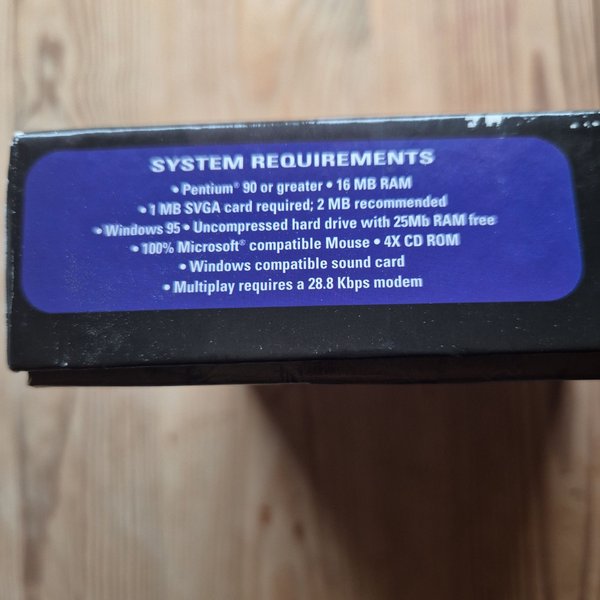 SYSTEM REQUIREMENTS
• Pentium® 90 or greater • 16 MB RAM
• 1 MB SVGA card required; 2 MB recommended
• Windows 95 • Uncompressed hard drive with 25Mb RAM free
• 100% Microsoft® compatible Mouse • 4X CD ROM
• Windows compatible sound card
• Multiplay requires a 28.8 Kbps modem